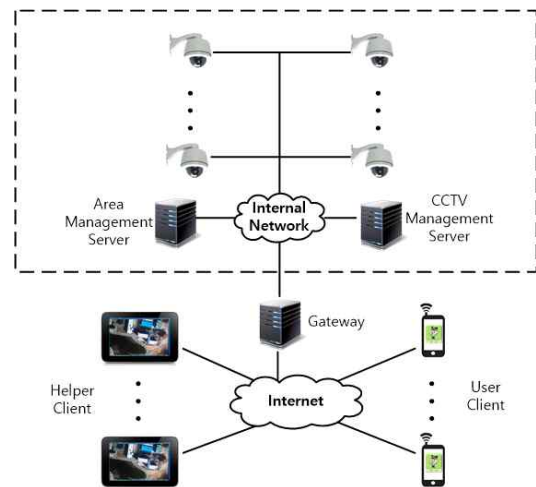 Area
Management
Server
Internal
Network
CCTV
Management
Server
Gateway
Helper
Client
Internet
User
Client